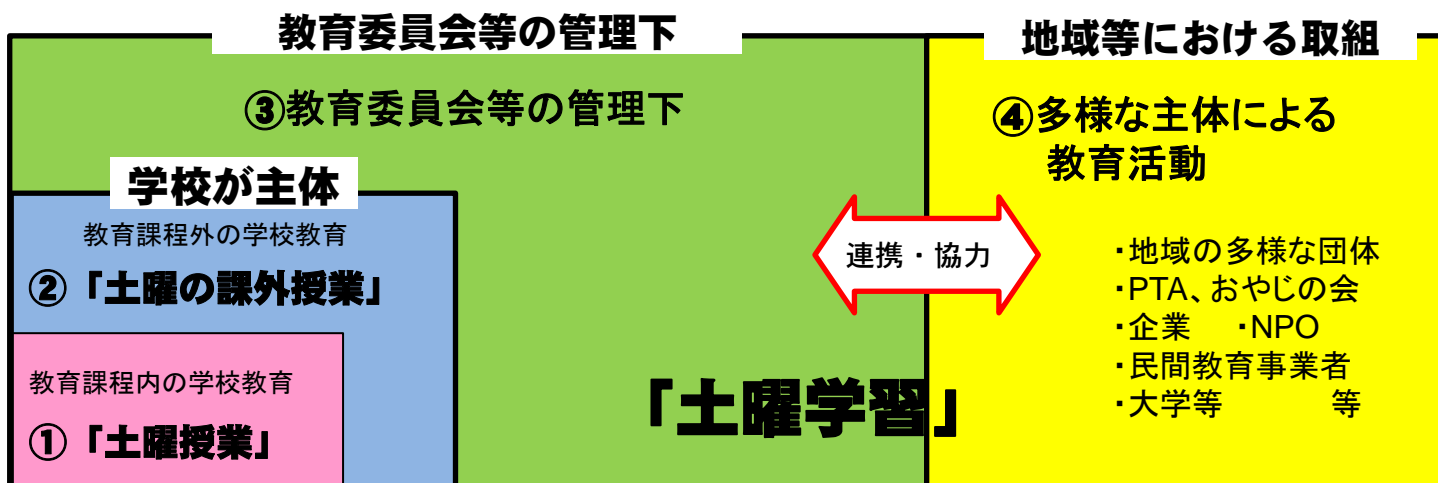 教育委員会等の管理下
地域等における取組
③教育委員会等の管理下
④多様な主体による
教育活動
学校が主体
教育課程外の学校教育
②「土曜の課外授業」
教育課程内の学校教育
①「土曜授業」
連携・協力
「土曜学習」
・地域の多様な団体
・PTA、おやじの会
・企業 ・NPO
・民間教育事業者
・大学等 等